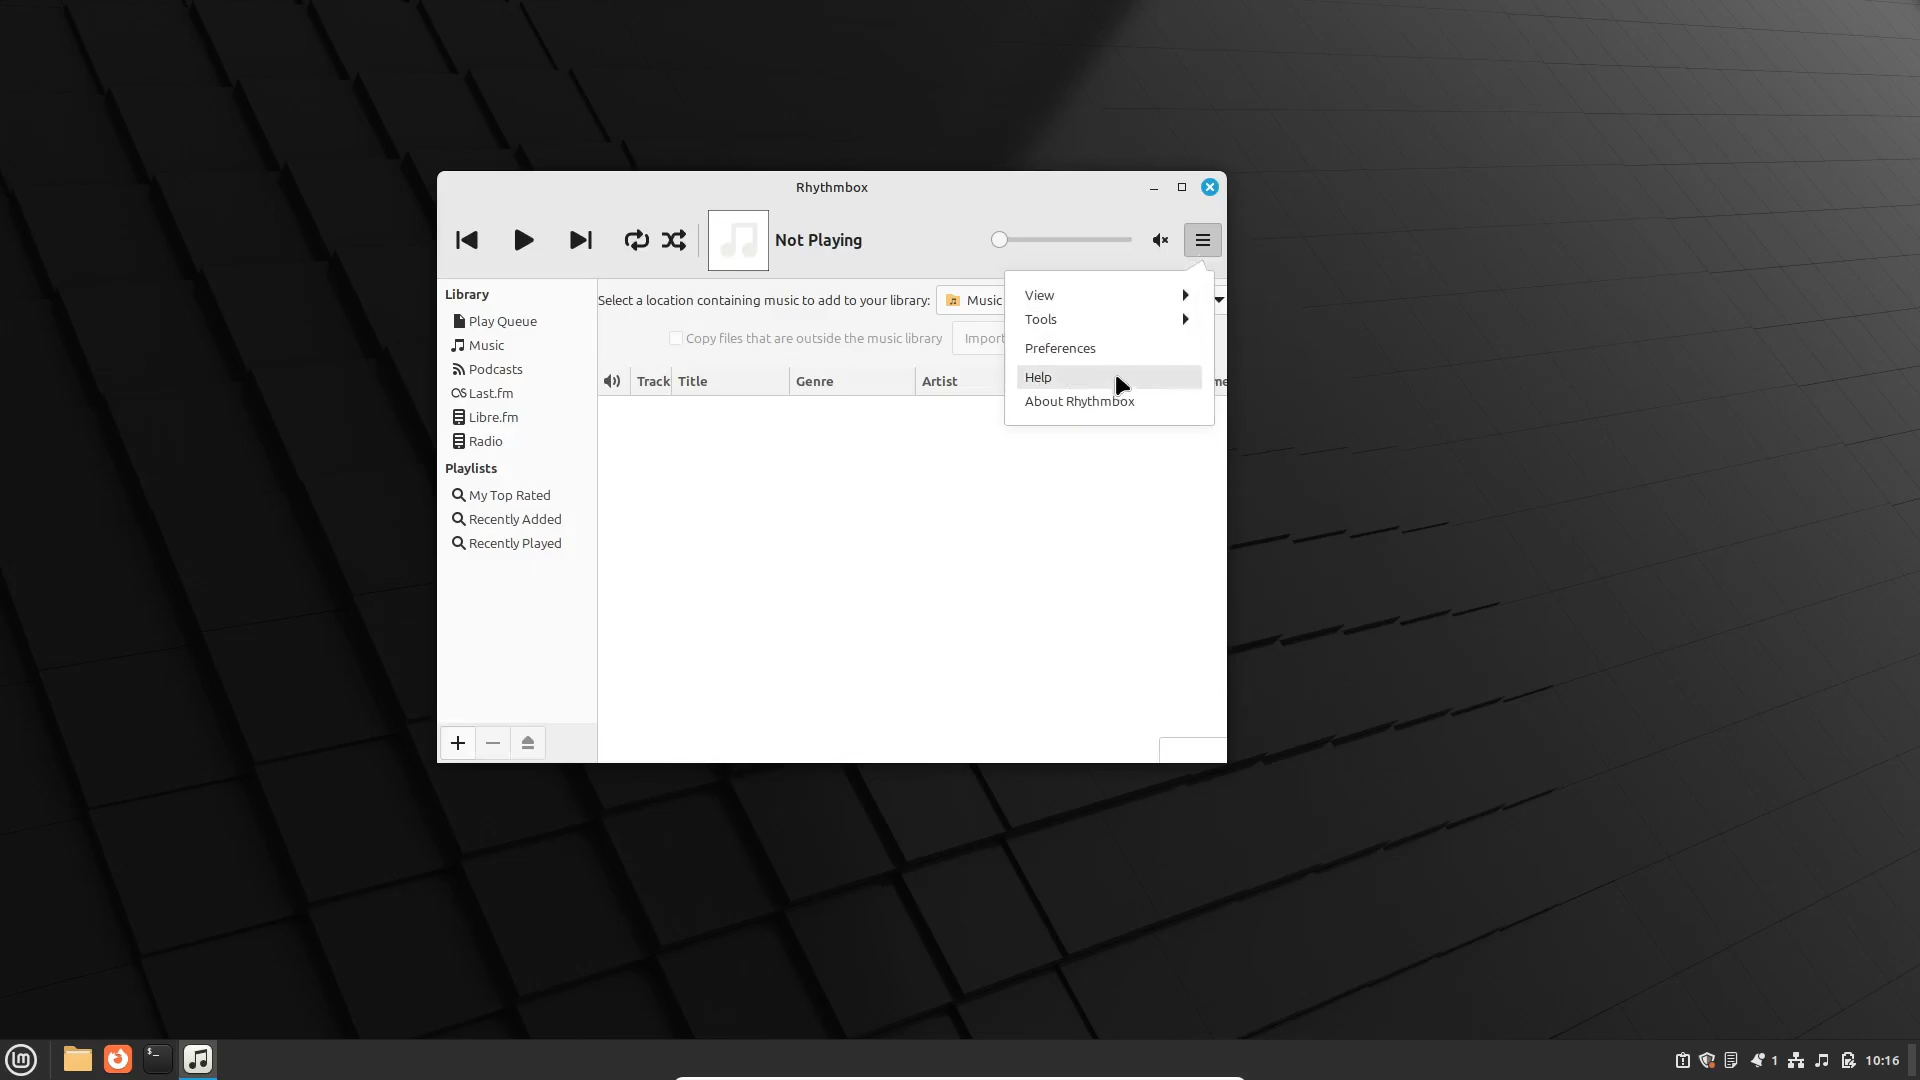 Rhythmbox
Not Playing
Library
Play Queue
Music
Podcasts
Last.fm
Libre.fm
Radio
Playlists
My Top Rated
Recently Added
Recently Played
Select a location containing music to add to your library:
Music
Copy files that are outside the music library
Import
Track
Title
Genre
Artist
View
Tools
Preferences
Help
About Rhythmbox
1
10:16